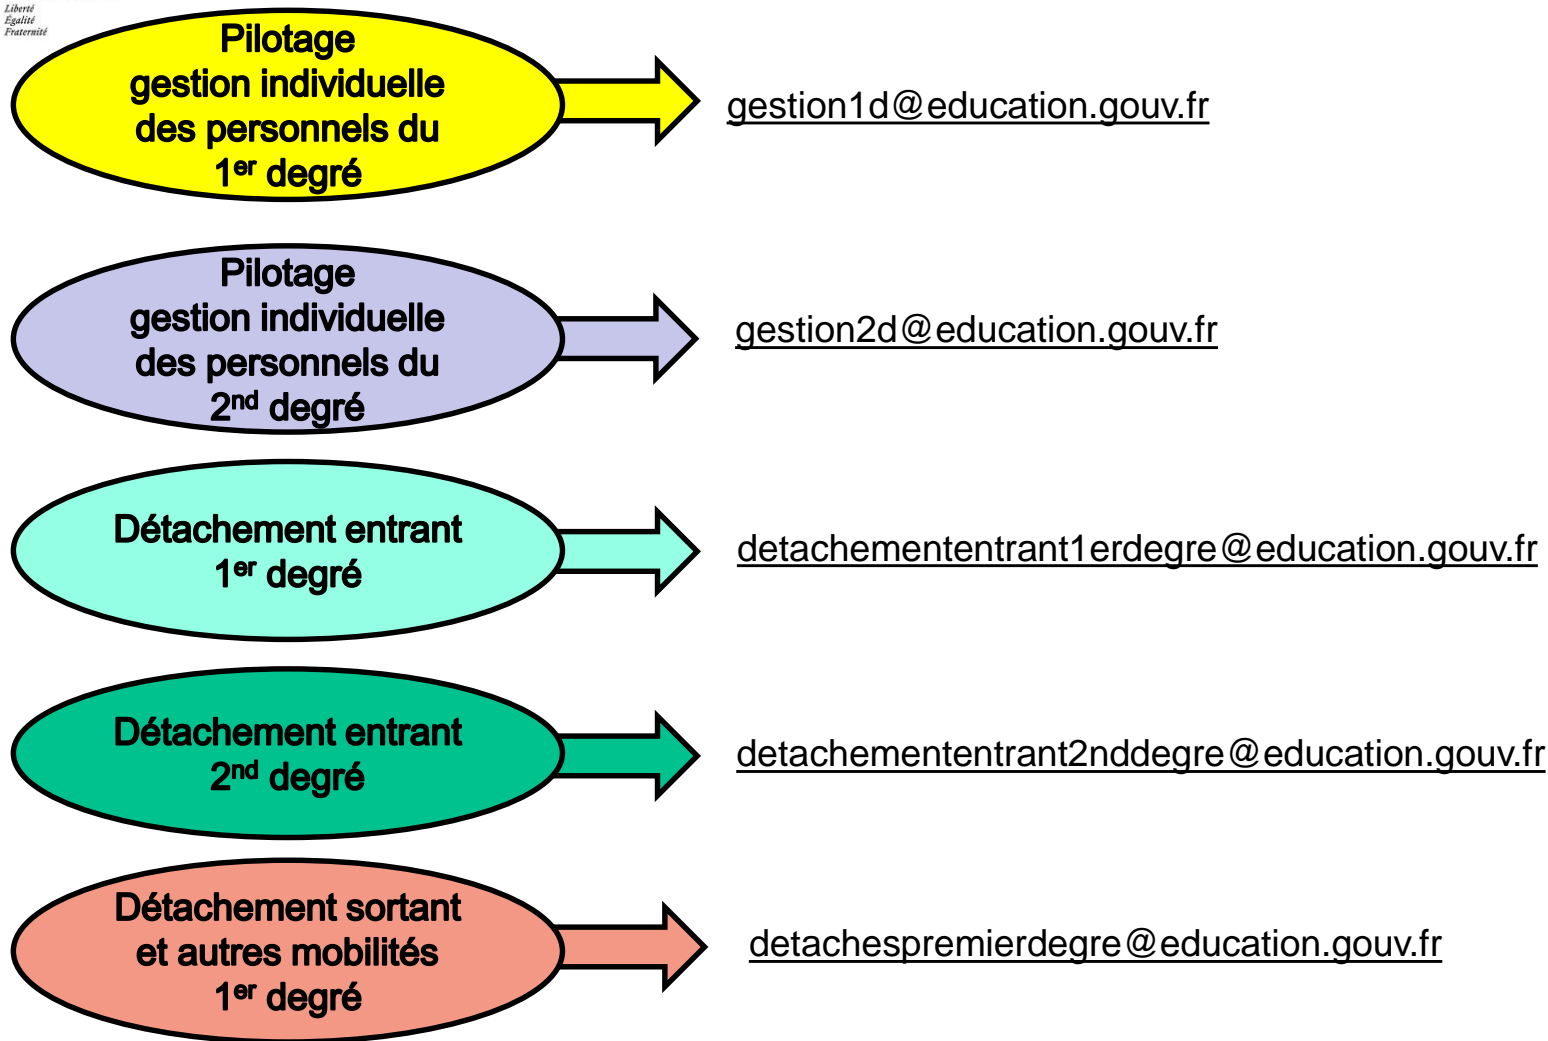 Liberté
Égalité
Fraternité
Pilotage
gestion individuelle
des personnels du
1er degré
gestion1d@education.gouv.fr
Pilotage
gestion individuelle
des personnels du
2nd degré
gestion2d@education.gouv.fr
Détachement entrant
1er degré
detachemententrant1erdegre@education.gouv.fr
Détachement entrant
2nd degré
detachemententrant2nddegre@education.gouv.fr
Détachement sortant
et autres mobilités
1er degré
detachespremierdegre@education.gouv.fr